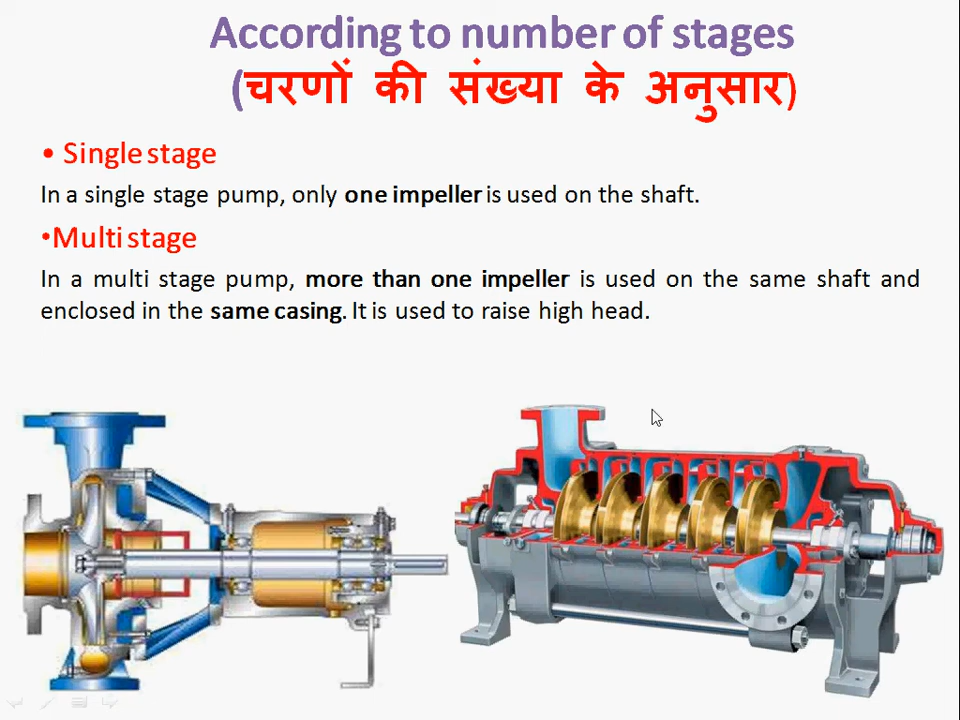 According to number of stages
(चरणों की संख्या के अनुसार)
• Single stage
In a single stage pump, only one impeller is used on the shaft.
•Multi stage
In a multi stage pump, more than one impeller is used on the same shaft and
enclosed in the same casing. It is used to raise high head.